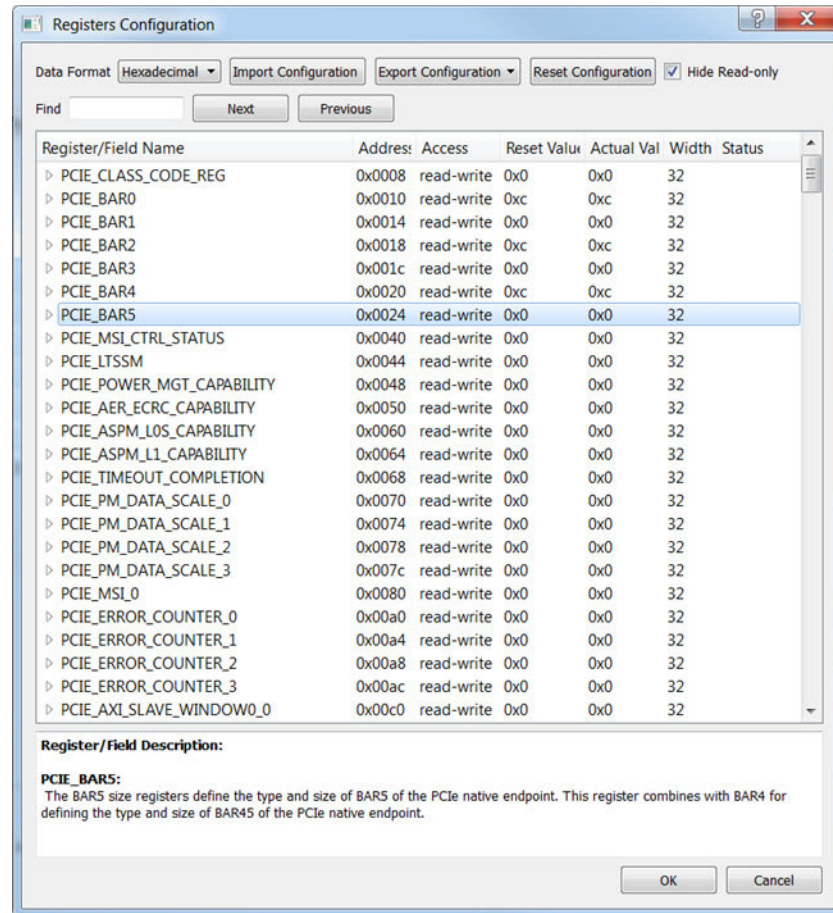 Registers Configuration
Data Format Hexadecimal Import Configuration Export Configuration Reset Configuration Hide Read-only
Find Next Previous
Register/Field Name Address Access Reset Value Actual Val Width Status
PCIE_CLASS_CODE_REG 0x0008 read-write 0x0 0x0 32
PCIE_BAR0 0x0010 read-write 0xc 0xc 32
PCIE_BAR1 0x0014 read-write 0x0 0x0 32
PCIE_BAR2 0x0018 read-write 0xc 0xc 32
PCIE_BAR3 0x001c read-write 0x0 0x0 32
PCIE_BAR4 0x0020 read-write 0xc 0xc 32
PCIE_BAR5 0x0024 read-write 0x0 0x0 32
PCIE_MSI_CTRL_STATUS 0x0040 read-write 0x0 0x0 32
PCIE_LTSSM 0x0044 read-write 0x0 0x0 32
PCIE_POWER_MGT_CAPABILITY 0x0048 read-write 0x0 0x0 32
PCIE_AER_ECRC_CAPABILITY 0x0050 read-write 0x0 0x0 32
PCIE_ASPM_L0S_CAPABILITY 0x0060 read-write 0x0 0x0 32
PCIE_ASPM_L1_CAPABILITY 0x0064 read-write 0x0 0x0 32
PCIE_TIMEOUT_COMPLETION 0x0068 read-write 0x0 0x0 32
PCIE_PM_DATA_SCALE_0 0x0070 read-write 0x0 0x0 32
PCIE_PM_DATA_SCALE_1 0x0074 read-write 0x0 0x0 32
PCIE_PM_DATA_SCALE_2 0x0078 read-write 0x0 0x0 32
PCIE_PM_DATA_SCALE_3 0x007c read-write 0x0 0x0 32
PCIE_MSI_0 0x0080 read-write 0x0 0x0 32
PCIE_ERROR_COUNTER_0 0x00a0 read-write 0x0 0x0 32
PCIE_ERROR_COUNTER_1 0x00a4 read-write 0x0 0x0 32
PCIE_ERROR_COUNTER_2 0x00a8 read-write 0x0 0x0 32
PCIE_ERROR_COUNTER_3 0x00ac read-write 0x0 0x0 32
PCIE_AXI_SLAVE_WINDOW0_0 0x00c0 read-write 0x0 0x0 32
Register/Field Description:
PCIE_BAR5:
The BAR5 size registers define the type and size of BAR5 of the PCIe native endpoint. This register combines with BAR4 for
defining the type and size of BAR45 of the PCIe native endpoint.
OK Cancel